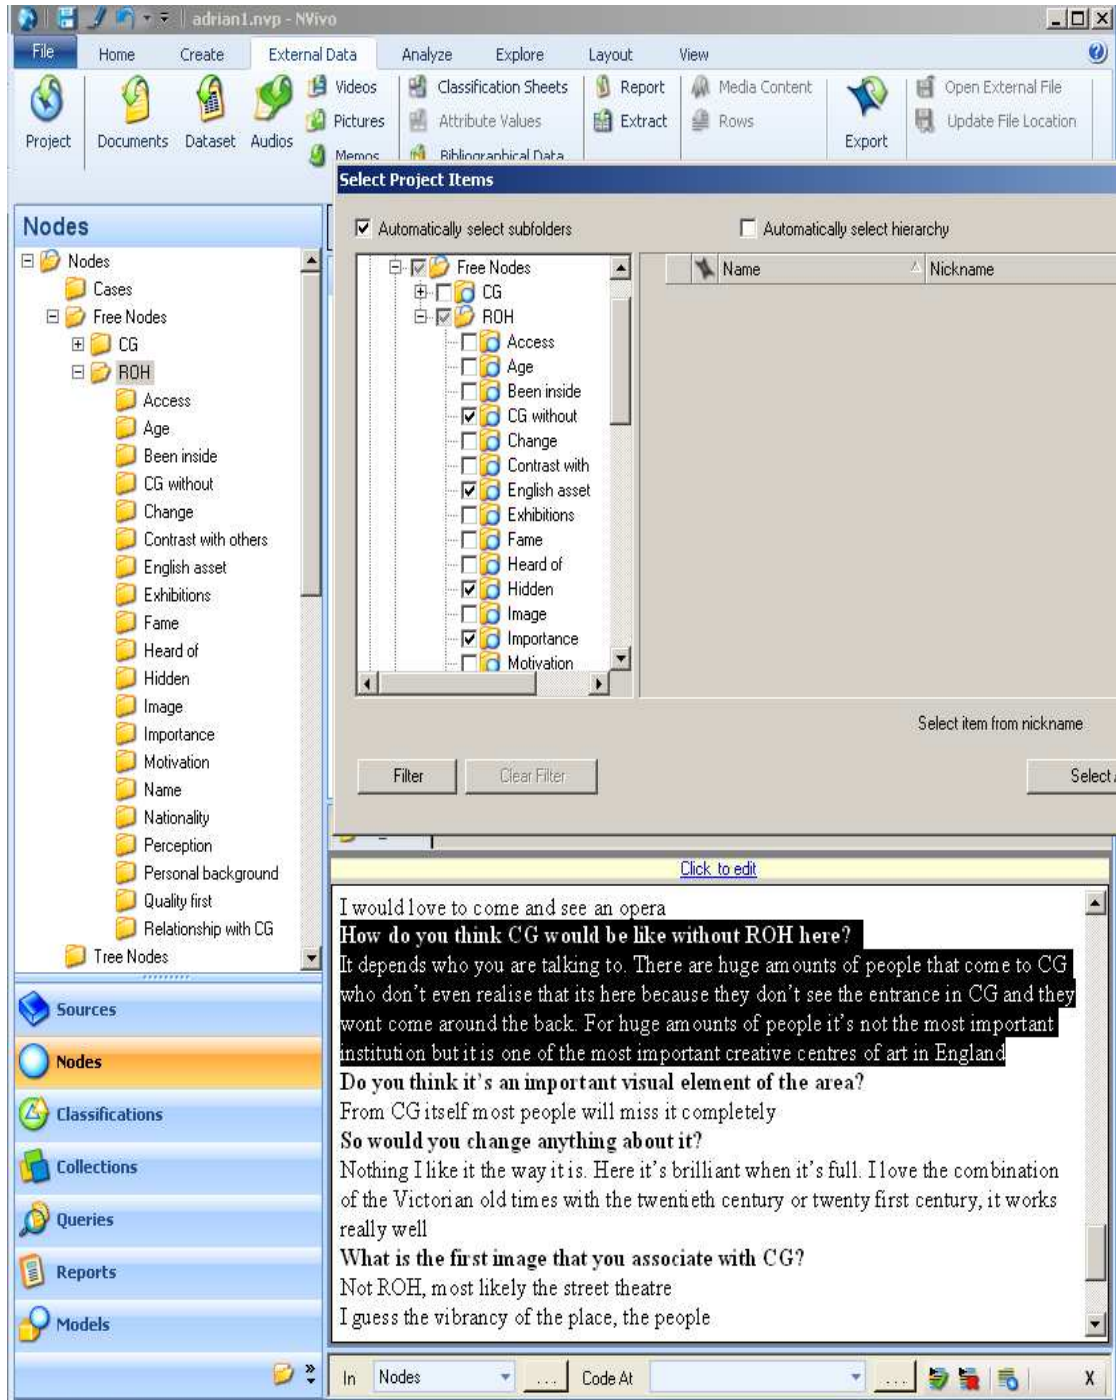 adrian1.nvp - NVivo
File Home Create External Data Analyze Explore Layout View
Project Documents Dataset Audios
Videos
Pictures
Memos
Classification Sheets
Attribute Values
Bibliographical Data
Report
Extract
Media Content
Rows
Export
Open External File
Update File Location
Nodes
Nodes
Cases
Free Nodes
CG
ROH
Access
Age
Been inside
CG without
Change
Contrast with others
English asset
Exhibitions
Fame
Heard of
Hidden
Image
Importance
Motivation
Name
Nationality
Perception
Personal background
Quality first
Relationship with CG
Tree Nodes
Sources
Nodes
Classifications
Collections
Queries
Reports
Models
Select Project Items
Automatically select subfolders
Automatically select hierarchy
Free Nodes
CG
ROH
Access
Age
Been inside
CG without
Change
Contrast with
English asset
Exhibitions
Fame
Heard of
Hidden
Image
Importance
Motivation
Name Nickname
Select item from nickname
Filter Clear Filter
Select
Click to edit
I would love to come and see an opera
How do you think CG would be like without ROH here?
It depends who you are talking to. There are huge amounts of people that come to CG
who don't even realise that its here because they don't see the entrance in CG and they
wont come around the back. For huge amounts of people it's not the most important
institution but it is one of the most important creative centres of art in England
Do you think it's an important visual element of the area?
From CG itself most people will miss it completely
So would you change anything about it?
Nothing I like it the way it is. Here it's brilliant when it's full. I love the combination
of the Victorian old times with the twentieth century or twenty first century, it works
really well
What is the first image that you associate with CG?
Not ROH, most likely the street theatre
I guess the vibrancy of the place, the people
In Nodes ... Code At ... X